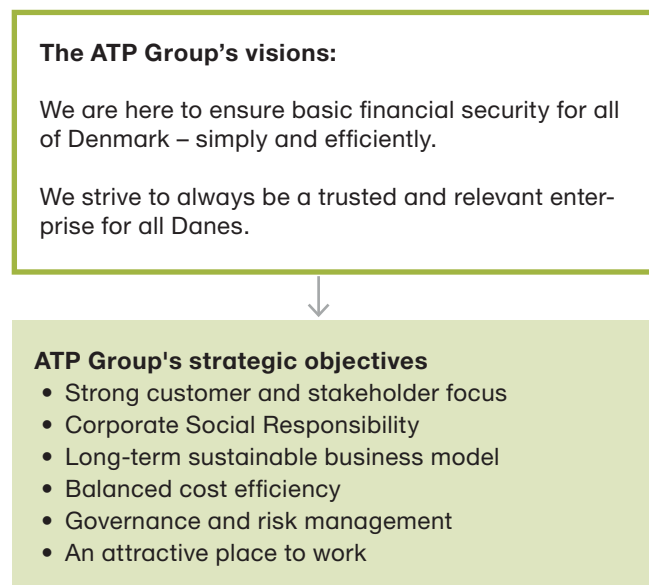 The ATP Group’s visions:
We are here to ensure basic financial security for all
of Denmark – simply and efficiently.
We strive to always be a trusted and relevant enter-
prise for all Danes.
ATP Group's strategic objectives
• Strong customer and stakeholder focus
• Corporate Social Responsibility
• Long-term sustainable business model
• Balanced cost efficiency
• Governance and risk management
• An attractive place to work